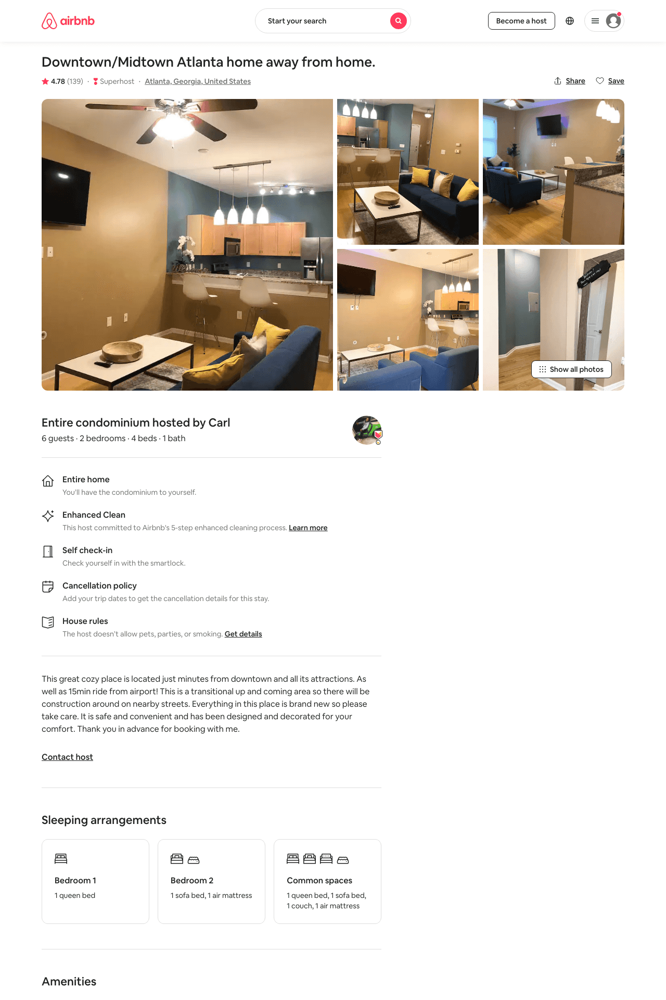 airbnb
Start your search
Become a host
Downtown/Midtown Atlanta home away from home.
4.78 (139) · Superhost · Atlanta, Georgia, United States
Share
Save
Show all photos
Entire condominium hosted by Carl
6 guests · 2 bedrooms · 4 beds · 1 bath
Entire home
You’ll have the condominium to yourself.
Enhanced Clean
This host committed to Airbnb's 5-step enhanced cleaning process. Learn more
Self check-in
Check yourself in with the smartlock.
Cancellation policy
Add your trip dates to get the cancellation details for this stay.
House rules
The host doesn’t allow pets, parties, or smoking. Get details
This great cozy place is located just minutes from downtown and all its attractions. As
well as 15min ride from airport! This is a transitional up and coming area so there will be
construction around on nearby streets. Everything in this place is brand new so please
take care. It is safe and convenient and has been designed and decorated for your
comfort. Thank you in advance for booking with me.
Contact host
Sleeping arrangements
Bedroom 1
1 queen bed
Bedroom 2
1 sofa bed, 1 air mattress
Common spaces
1 queen bed, 1 sofa bed,
1 couch, 1 air mattress
Amenities